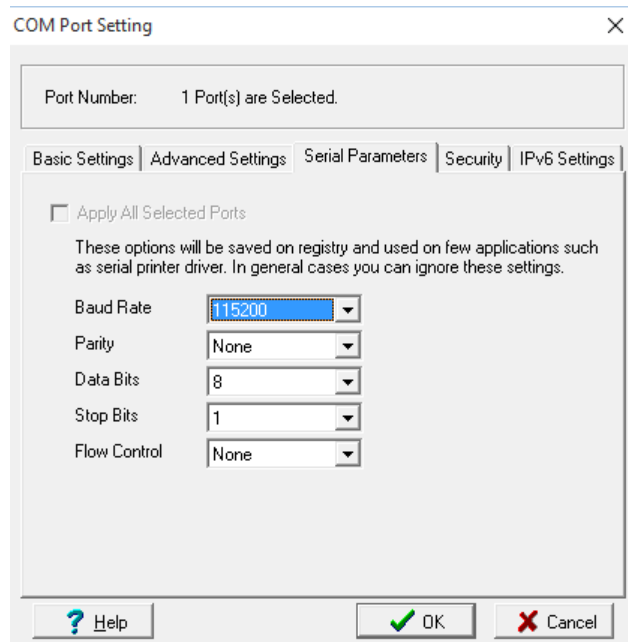 COM Port Setting
Port Number: 1 Port(s) are Selected.
Basic Settings Advanced Settings Serial Parameters Security IPv6 Settings
Apply All Selected Ports
These options will be saved on registry and used on few applications such
as serial printer driver. In general cases you can ignore these settings.
Baud Rate 115200
Parity None
Data Bits 8
Stop Bits 1
Flow Control None
? Help OK Cancel